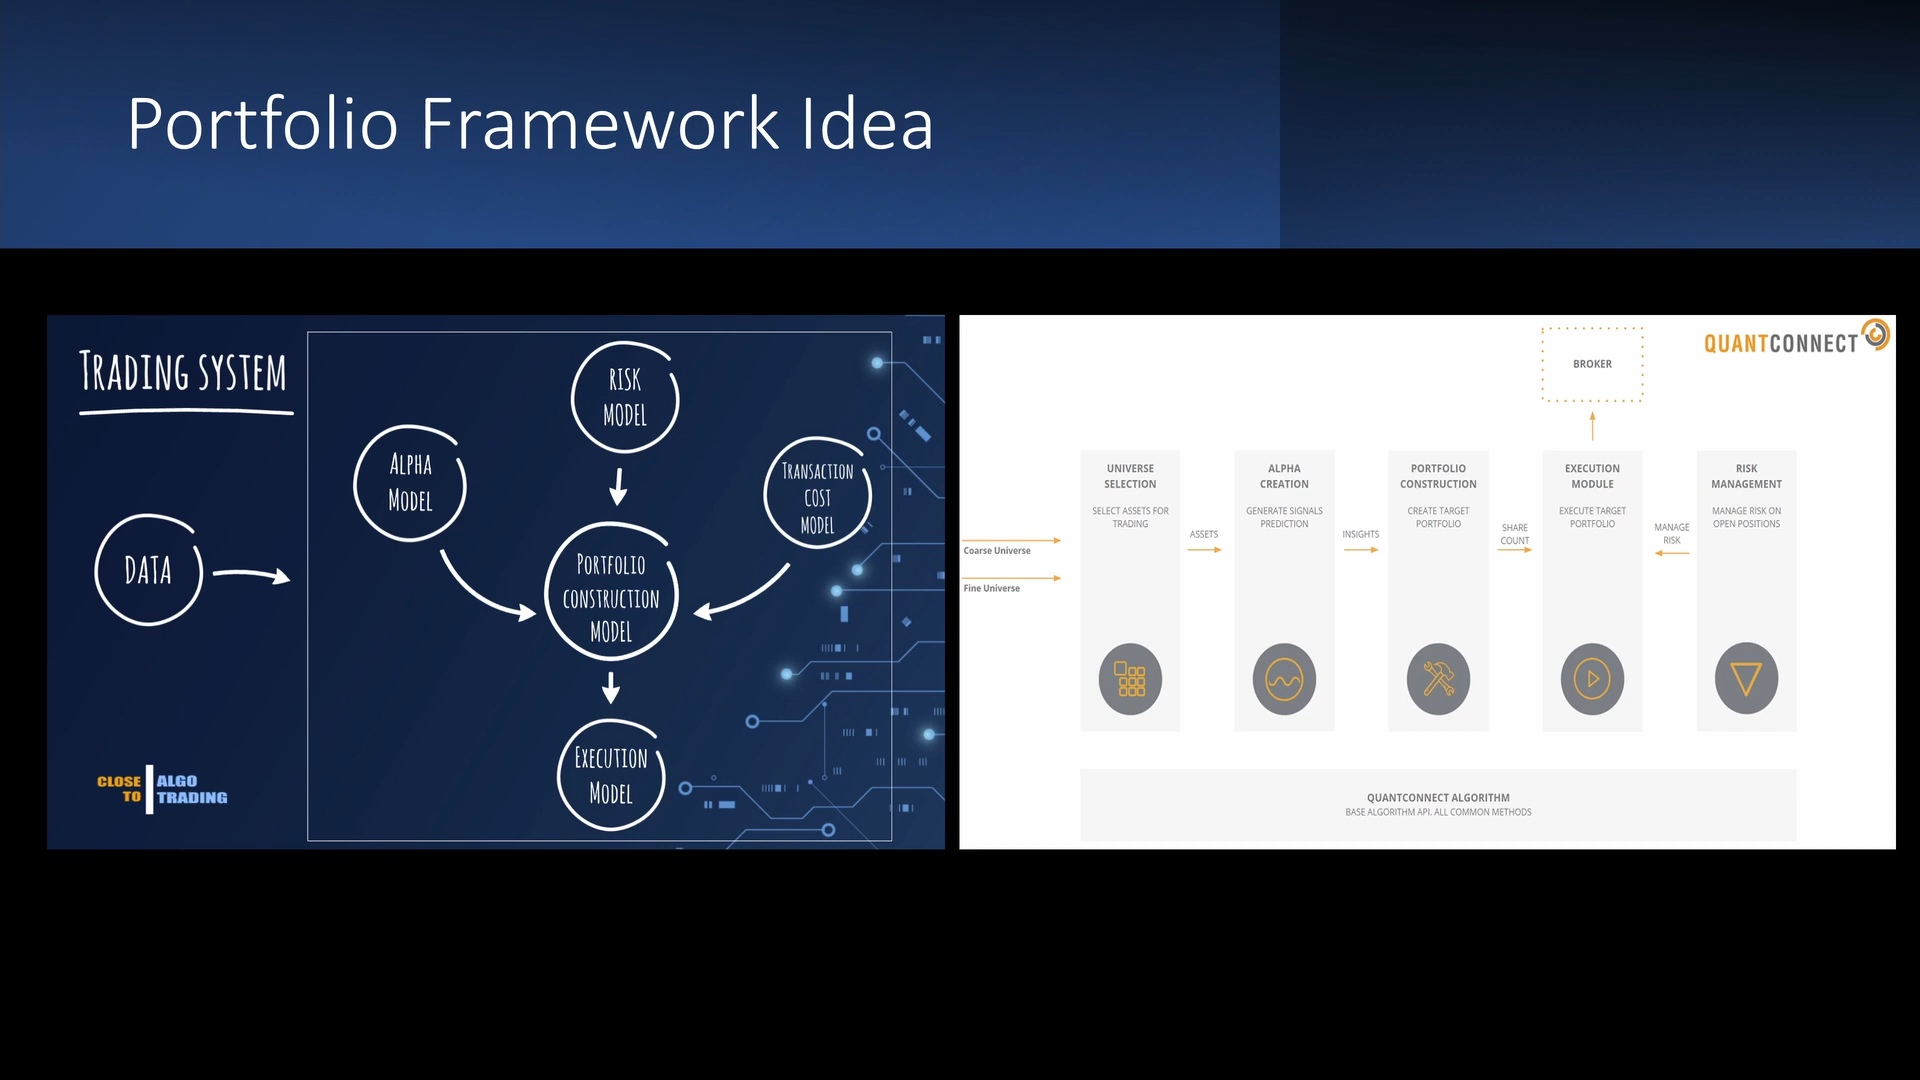 Portfolio Framework Idea
TRADING SYSTEM
DATA
ALPHA
MODEL
RISK
MODEL
TRANSACTION
COST
MODEL
PORTFOLIO
CONSTRUCTION
MODEL
EXECUTION
MODEL
CLOSE
TO
ALGO
TRADING
QUANTCONNECT
BROKER
Coarse Universe
Fine Universe
UNIVERSE
SELECTION
SELECT ASSETS FOR
TRADING
ASSETS
ALPHA
CREATION
GENERATE SIGNALS
PREDICTION
INSIGHTS
PORTFOLIO
CONSTRUCTION
CREATE TARGET
PORTFOLIO
SHARE
COUNT
EXECUTION
MODULE
EXECUTE TARGET
PORTFOLIO
MANAGE
RISK
RISK
MANAGEMENT
MANAGE RISK ON
OPEN POSITIONS
QUANTCONNECT ALGORITHM
BASE ALGORITHM API. ALL COMMON METHODS